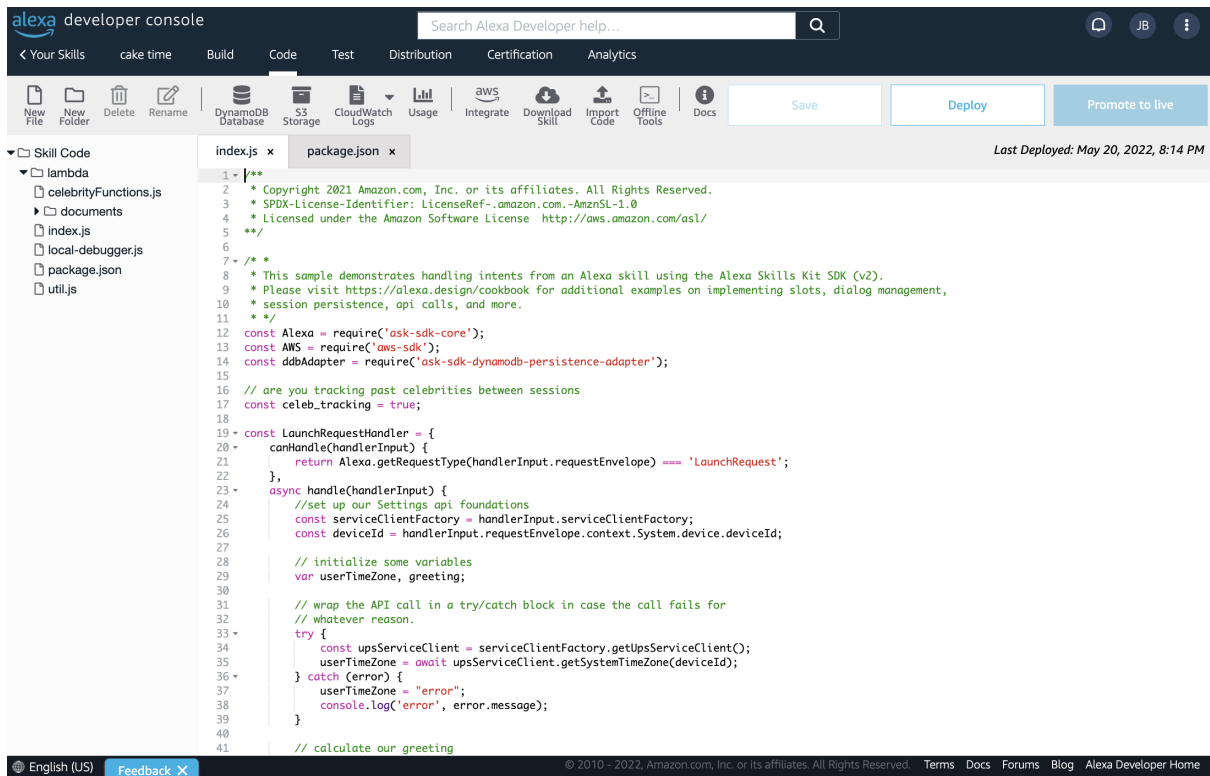 alexa developer console
Search Alexa Developer help...
JB
Your Skills
cake time
Build
Code
Test
Distribution
Certification
Analytics
New File
New Folder
Delete
Rename
DynamoDB Database
S3 Storage
CloudWatch Logs
Usage
aws Integrate
Download Skill
Import Code
Offline Tools
Docs
Save
Deploy
Promote to live
Skill Code
lambda
celebrityFunctions.js
documents
index.js
local-debugger.js
package.json
util.js
index.js ×
package.json ×
Last Deployed: May 20, 2022, 8:14 PM
1 /**
2  * Copyright 2021 Amazon.com, Inc. or its affiliates. All Rights Reserved.
3  * SPDX-License-Identifier: LicenseRef-.amazon.com.-AmznSL-1.0
4  * Licensed under the Amazon Software License  http://aws.amazon.com/asl/
5 **/
6
7 /* *
8  * This sample demonstrates handling intents from an Alexa skill using the Alexa Skills Kit SDK (v2).
9  * Please visit https://alexa.design/cookbook for additional examples on implementing slots, dialog management,
10  * session persistence, api calls, and more.
11  * */
12 const Alexa = require('ask-sdk-core');
13 const AWS = require('aws-sdk');
14 const ddbAdapter = require('ask-sdk-dynamodb-persistence-adapter');
15
16 // are you tracking past celebrities between sessions
17 const celeb_tracking = true;
18
19 const LaunchRequestHandler = {
20     canHandle(handlerInput) {
21         return Alexa.getRequestType(handlerInput.requestEnvelope) === 'LaunchRequest';
22     },
23     async handle(handlerInput) {
24         //set up our Settings api foundations
25         const serviceClientFactory = handlerInput.serviceClientFactory;
26         const deviceId = handlerInput.requestEnvelope.context.System.device.deviceId;
27
28         // initialize some variables
29         var userTimeZone, greeting;
30
31         // wrap the API call in a try/catch block in case the call fails for
32         // whatever reason.
33         try {
34             const upsServiceClient = serviceClientFactory.getUpsServiceClient();
35             userTimeZone = await upsServiceClient.getSystemTimeZone(deviceId);
36         } catch (error) {
37             userTimeZone = "error";
38             console.log('error', error.message);
39         }
40
41         // calculate our greeting
English (US)
Feedback
© 2010 - 2022, Amazon.com, Inc. or its affiliates. All Rights Reserved.
Terms
Docs
Forums
Blog
Alexa Developer Home